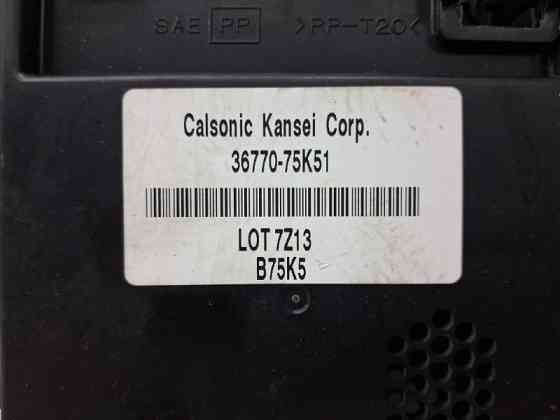 SAE PP >PP-T20<
Calsonic Kansei Corp.
36770-75K51
LOT 7Z13
B75K5